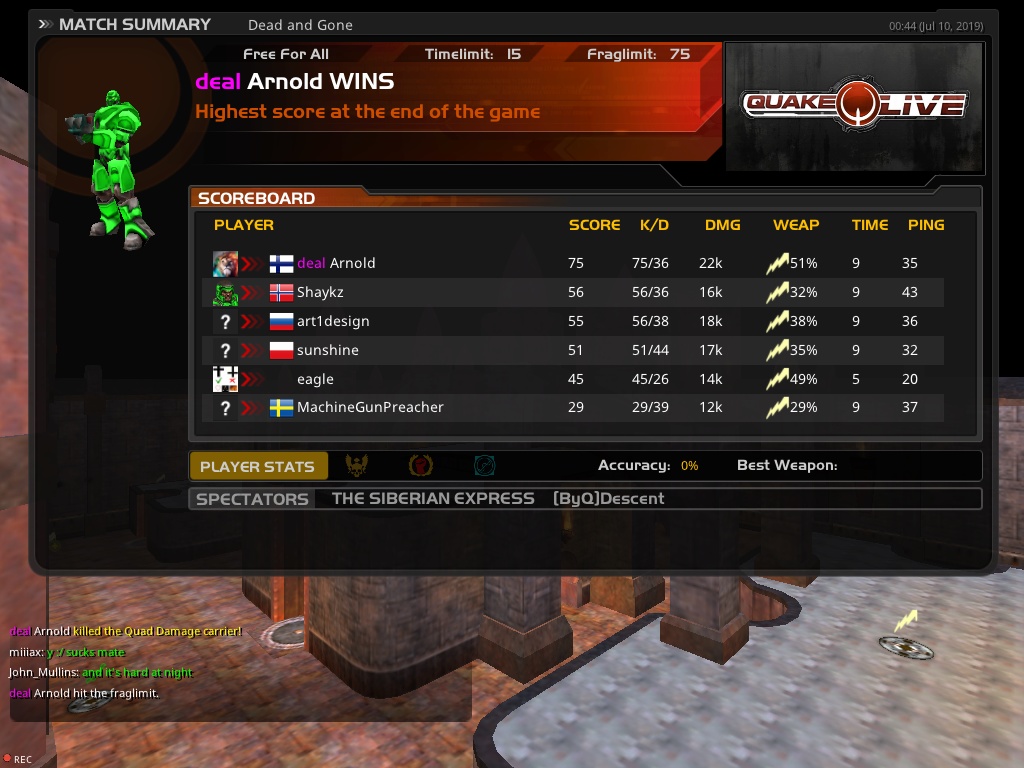 MATCH SUMMARY Dead and Gone 00:44 (Jul 10, 2019)
Free For All Timelimit: 15 Fraglimit: 75
deal Arnold WINS
Highest score at the end of the game
QUAKE LIVE
SCOREBOARD
PLAYER SCORE K/D DMG WEAP TIME PING
deal Arnold 75 75/36 22k 51% 9 35
Shaykz 56 56/36 16k 32% 9 43
? art1design 55 56/38 18k 38% 9 36
? sunshine 51 51/44 17k 35% 9 32
eagle 45 45/26 14k 49% 5 20
? MachineGunPreacher 29 29/39 12k 29% 9 37
PLAYER STATS Accuracy: 0% Best Weapon:
SPECTATORS THE SIBERIAN EXPRESS [ByQ]Descent
deal Arnold killed the Quad Damage carrier!
miiiax: y :/ sucks mate
John_Mullins: and it's hard at night
deal Arnold hit the fraglimit.
REC